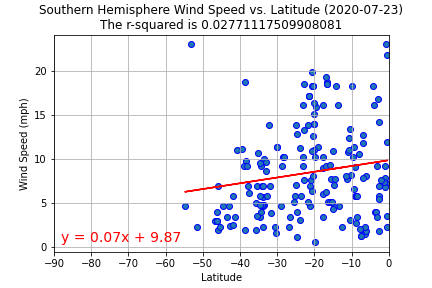 Southern Hemisphere Wind Speed vs. Latitude (2020-07-23)
The r-squared is 0.02771117509908081
20
15
10
5
0
Wind Speed (mph)
y = 0.07x + 9.87
−90 −80 −70 −60 −50 −40 −30 −20 −10 0
Latitude